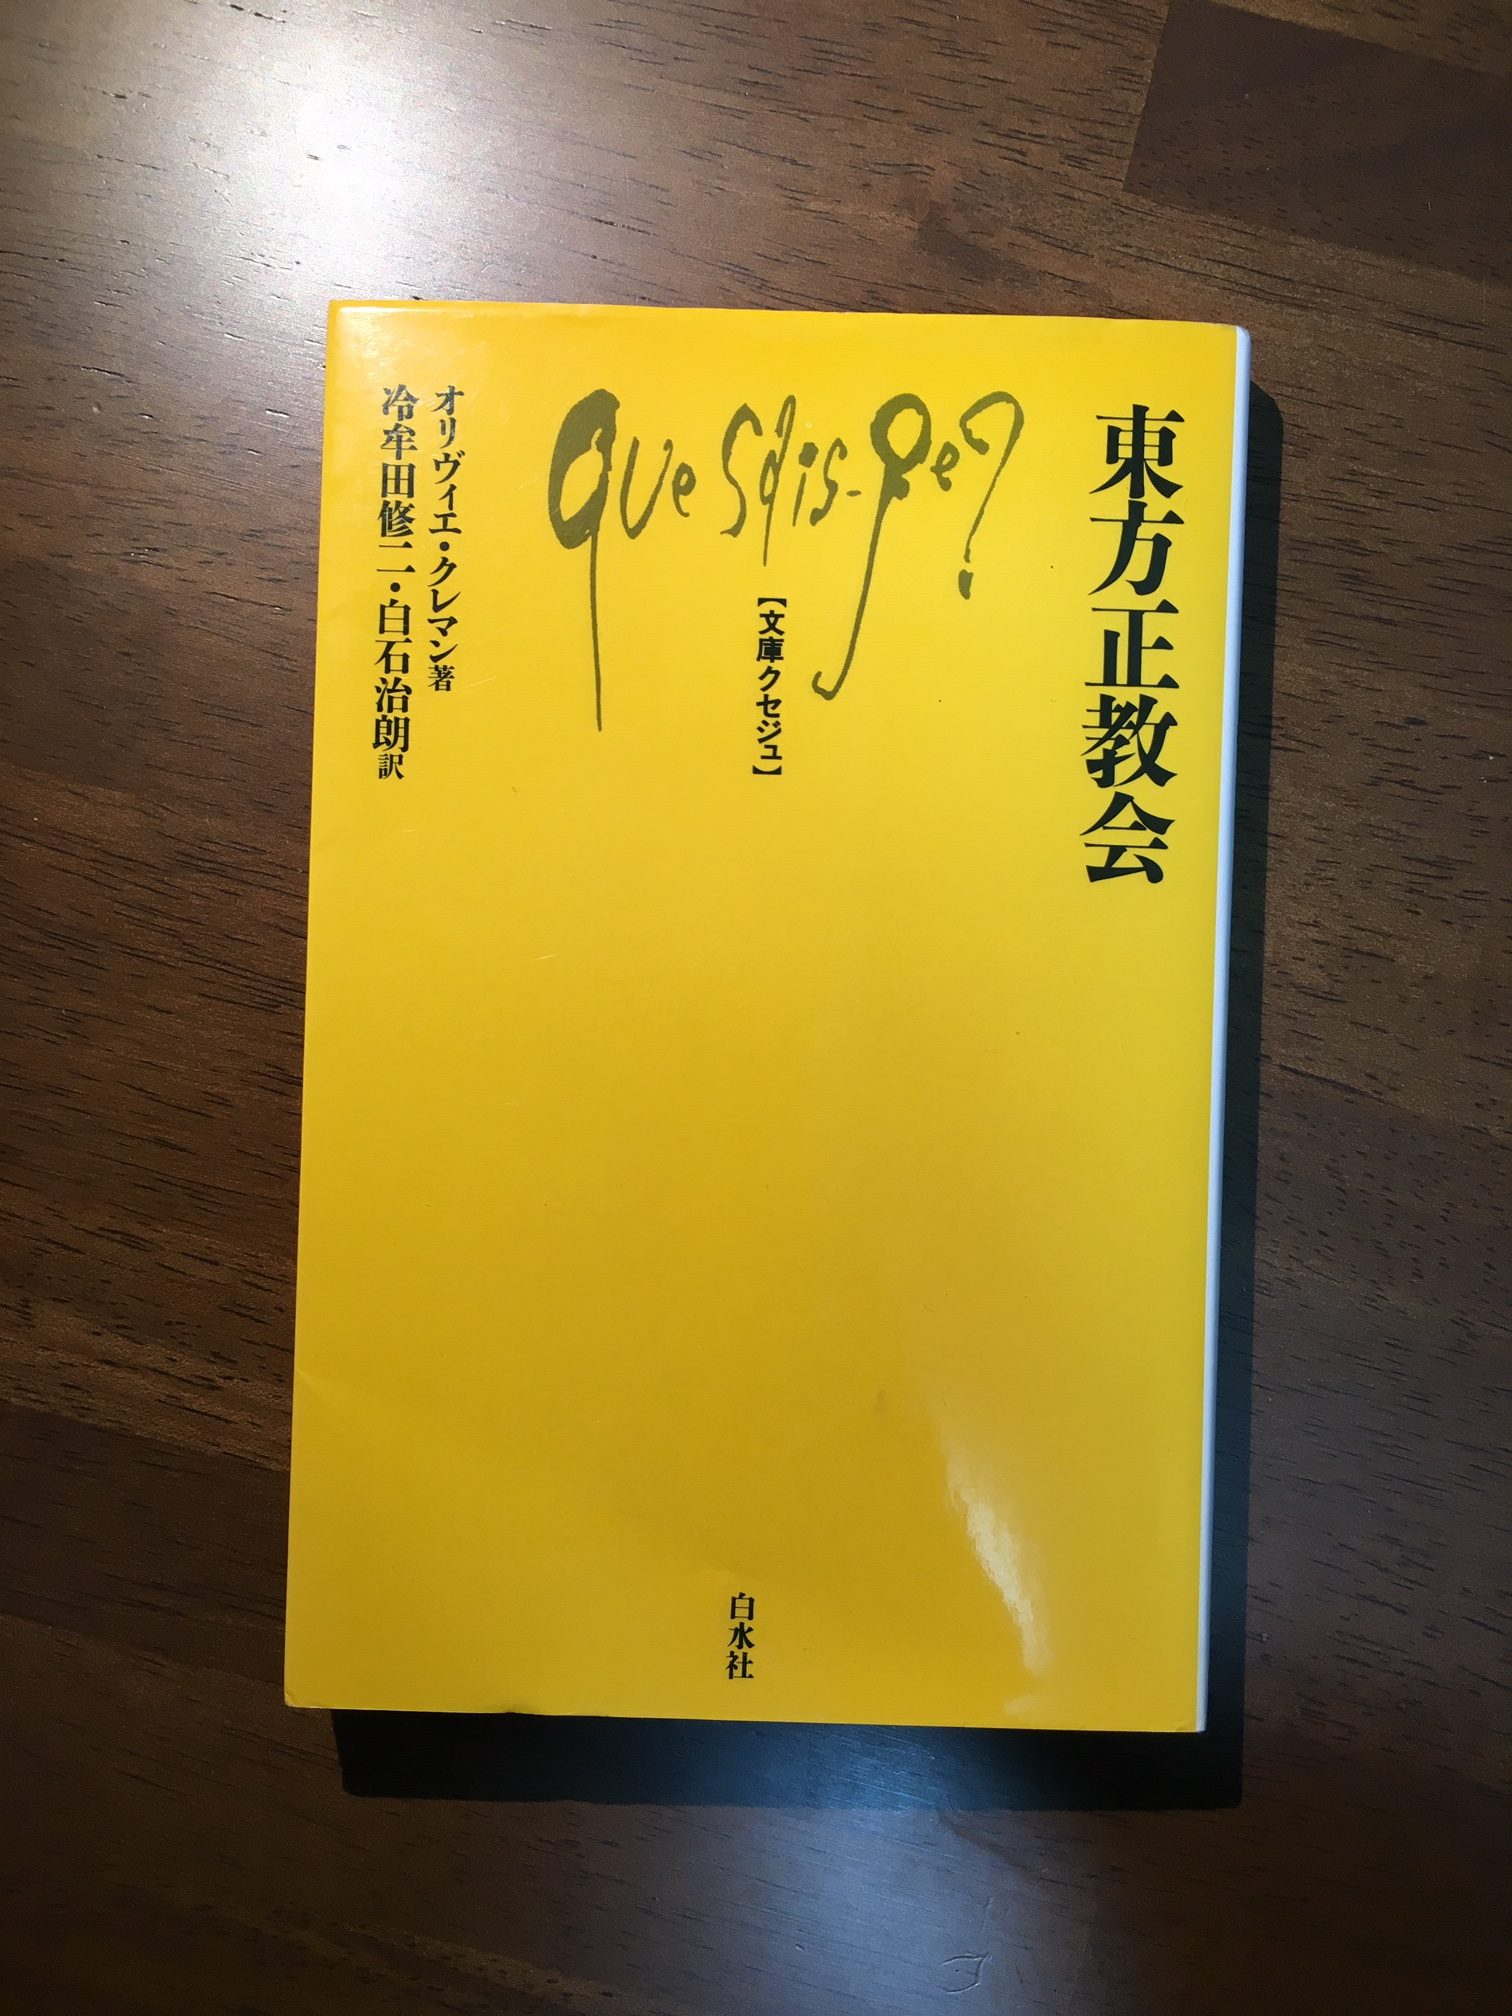 東方正教会
Que sais-je?
【文庫クセジュ】
オリヴィエ・クレマン著
冷牟田修二・白石治朗訳
白水社